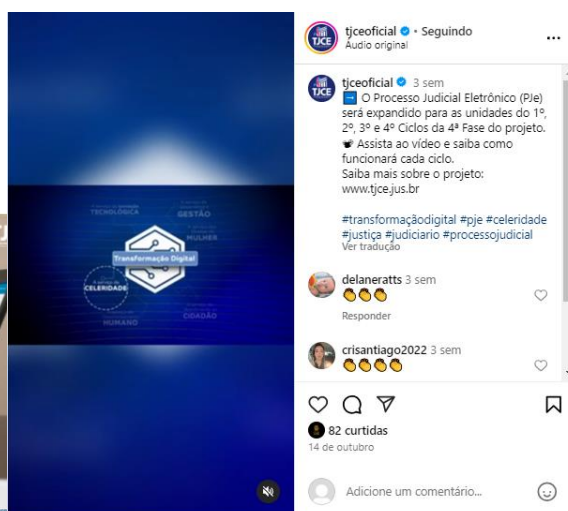 TECNOLÓGICA
GESTÃO
MULHER
Transformação Digital
A serviço da
CELERIDADE
HUMANO
CIDADÃO
TJCE
tjceoficial • Seguindo
Áudio original
TJCE
tjceoficial 3 sem
O Processo Judicial Eletrônico (PJe)
será expandido para as unidades do 1º,
2º, 3º e 4º Ciclos da 4ª Fase do projeto.
Assista ao vídeo e saiba como
funcionará cada ciclo.
Saiba mais sobre o projeto:
www.tjce.jus.br
#transformaçãodigital #pje #celeridade
#justiça #judiciario #processojudicial
Ver tradução
delaneratts 3 sem
Responder
crisantiago2022 3 sem
82 curtidas
14 de outubro
Adicione um comentário...